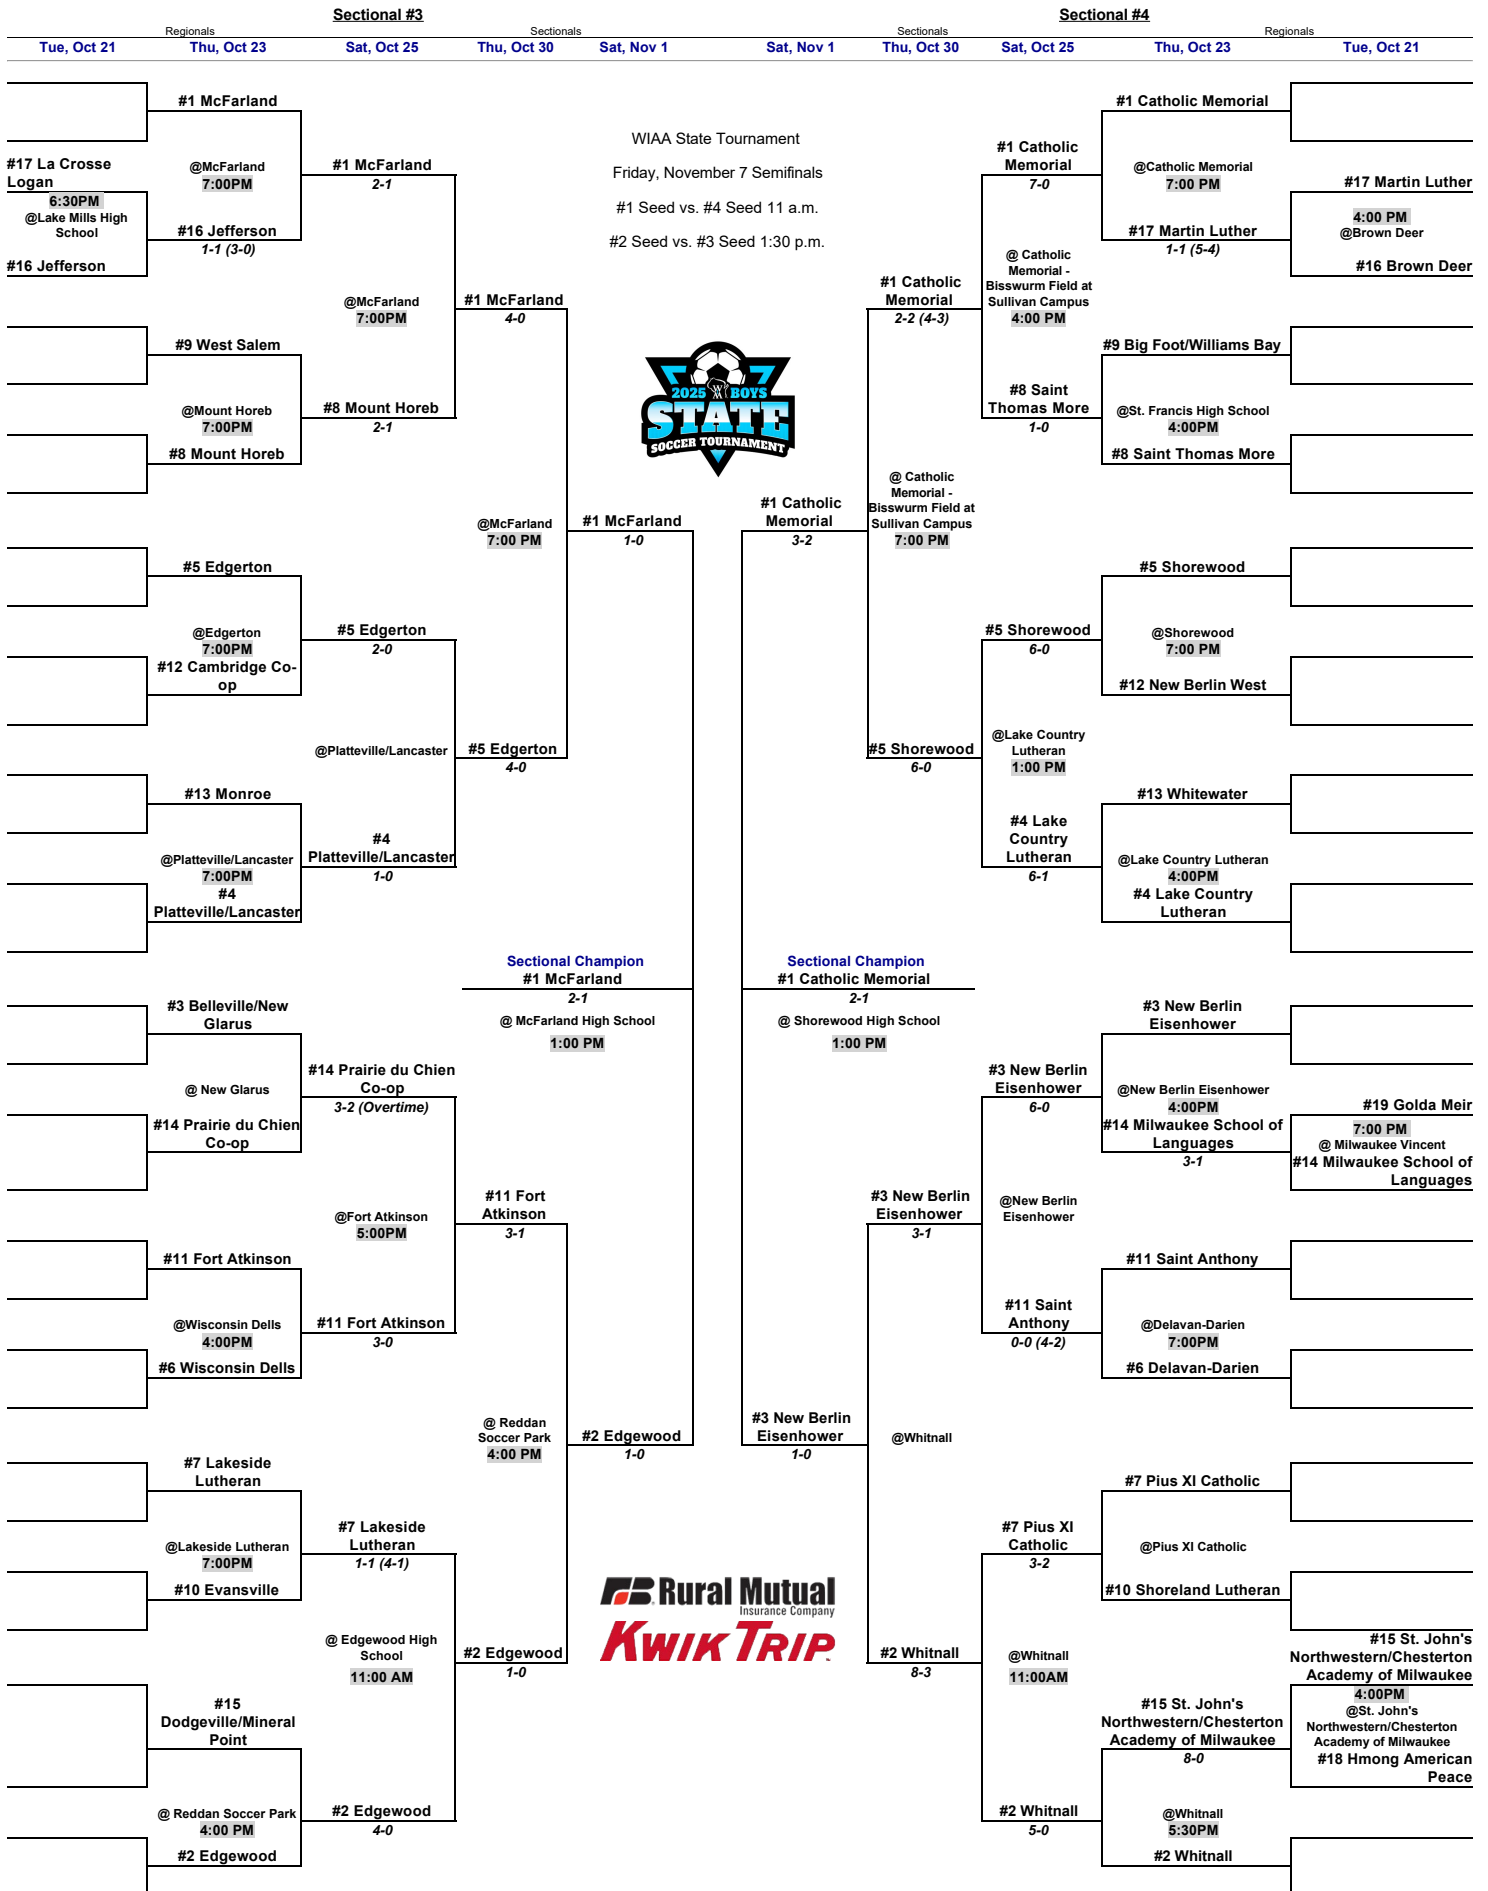 Sectional #3
Sectional #4
Regionals
Sectionals
Sectionals
Regionals
Tue, Oct 21
Thu, Oct 23
Sat, Oct 25
Thu, Oct 30
Sat, Nov 1
Sat, Nov 1
Thu, Oct 30
Sat, Oct 25
Thu, Oct 23
Tue, Oct 21
#17 La Crosse
Logan
6:30PM
@Lake Mills High
School
#16 Jefferson
#1 McFarland
@McFarland
7:00PM
#16 Jefferson
1-1 (3-0)
#9 West Salem
@Mount Horeb
7:00PM
#8 Mount Horeb
#5 Edgerton
@Edgerton
7:00PM
#12 Cambridge Co-
op
#13 Monroe
@Platteville/Lancaster
7:00PM
#4
Platteville/Lancaster
#3 Belleville/New
Glarus
@ New Glarus
#14 Prairie du Chien
Co-op
#11 Fort Atkinson
@Wisconsin Dells
4:00PM
#6 Wisconsin Dells
#7 Lakeside
Lutheran
@Lakeside Lutheran
7:00PM
#10 Evansville
#15
Dodgeville/Mineral
Point
@ Reddan Soccer Park
4:00 PM
#2 Edgewood
#1 McFarland
2-1
@McFarland
7:00PM
#8 Mount Horeb
2-1
#5 Edgerton
2-0
@Platteville/Lancaster
#4
Platteville/Lancaster
1-0
#14 Prairie du Chien
Co-op
3-2 (Overtime)
@Fort Atkinson
5:00PM
#11 Fort Atkinson
3-0
#7 Lakeside
Lutheran
1-1 (4-1)
@ Edgewood High
School
11:00 AM
#2 Edgewood
4-0
#1 McFarland
4-0
@McFarland
7:00 PM
#5 Edgerton
4-0
#11 Fort
Atkinson
3-1
@ Reddan
Soccer Park
4:00 PM
#2 Edgewood
1-0
#1 McFarland
1-0
Sectional Champion
#1 McFarland
2-1
@ McFarland High School
1:00 PM
#2 Edgewood
1-0
WIAA State Tournament
Friday, November 7 Semifinals
#1 Seed vs. #4 Seed 11 a.m.
#2 Seed vs. #3 Seed 1:30 p.m.
2025 BOYS
STATE
SOCCER TOURNAMENT
Rural Mutual
Insurance Company
KWIK TRIP
#1 Catholic
Memorial
3-2
Sectional Champion
#1 Catholic Memorial
2-1
@ Shorewood High School
1:00 PM
#3 New Berlin
Eisenhower
1-0
#1 Catholic
Memorial
2-2 (4-3)
@ Catholic
Memorial -
Bisswurm Field at
Sullivan Campus
7:00 PM
#5 Shorewood
6-0
#3 New Berlin
Eisenhower
3-1
@Whitnall
#2 Whitnall
8-3
#1 Catholic
Memorial
7-0
@ Catholic
Memorial -
Bisswurm Field at
Sullivan Campus
4:00 PM
#8 Saint
Thomas More
1-0
#5 Shorewood
6-0
@Lake Country
Lutheran
1:00 PM
#4 Lake
Country
Lutheran
6-1
#3 New Berlin
Eisenhower
6-0
@New Berlin
Eisenhower
#11 Saint
Anthony
0-0 (4-2)
#7 Pius XI
Catholic
3-2
@Whitnall
11:00AM
#2 Whitnall
5-0
#1 Catholic Memorial
@Catholic Memorial
7:00 PM
#17 Martin Luther
1-1 (5-4)
#9 Big Foot/Williams Bay
@St. Francis High School
4:00PM
#8 Saint Thomas More
#5 Shorewood
@Shorewood
7:00 PM
#12 New Berlin West
#13 Whitewater
@Lake Country Lutheran
4:00PM
#4 Lake Country
Lutheran
#3 New Berlin
Eisenhower
@New Berlin Eisenhower
4:00PM
#14 Milwaukee School of
Languages
3-1
#11 Saint Anthony
@Delavan-Darien
7:00PM
#6 Delavan-Darien
#7 Pius XI Catholic
@Pius XI Catholic
#10 Shoreland Lutheran
#15 St. John's
Northwestern/Chesterton
Academy of Milwaukee
8-0
@Whitnall
5:30PM
#2 Whitnall
#17 Martin Luther
4:00 PM
@Brown Deer
#16 Brown Deer
#19 Golda Meir
7:00 PM
@ Milwaukee Vincent
#14 Milwaukee School of
Languages
#15 St. John's
Northwestern/Chesterton
Academy of Milwaukee
4:00PM
@St. John's
Northwestern/Chesterton
Academy of Milwaukee
#18 Hmong American
Peace